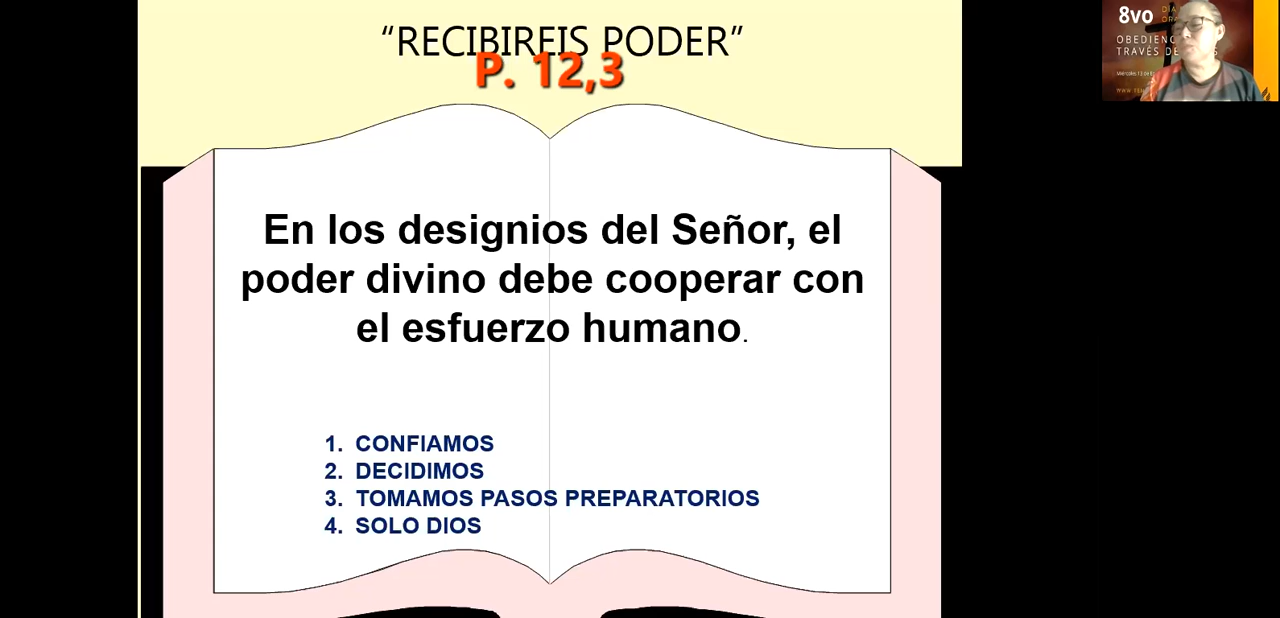 “RECIBIREIS PODER”
P. 12,3
En los designios del Señor, el
poder divino debe cooperar con
el esfuerzo humano.
1. CONFIAMOS
2. DECIDIMOS
3. TOMAMOS PASOS PREPARATORIOS
4. SOLO DIOS
8vo
OBEDIENC
TRAVÉS DE